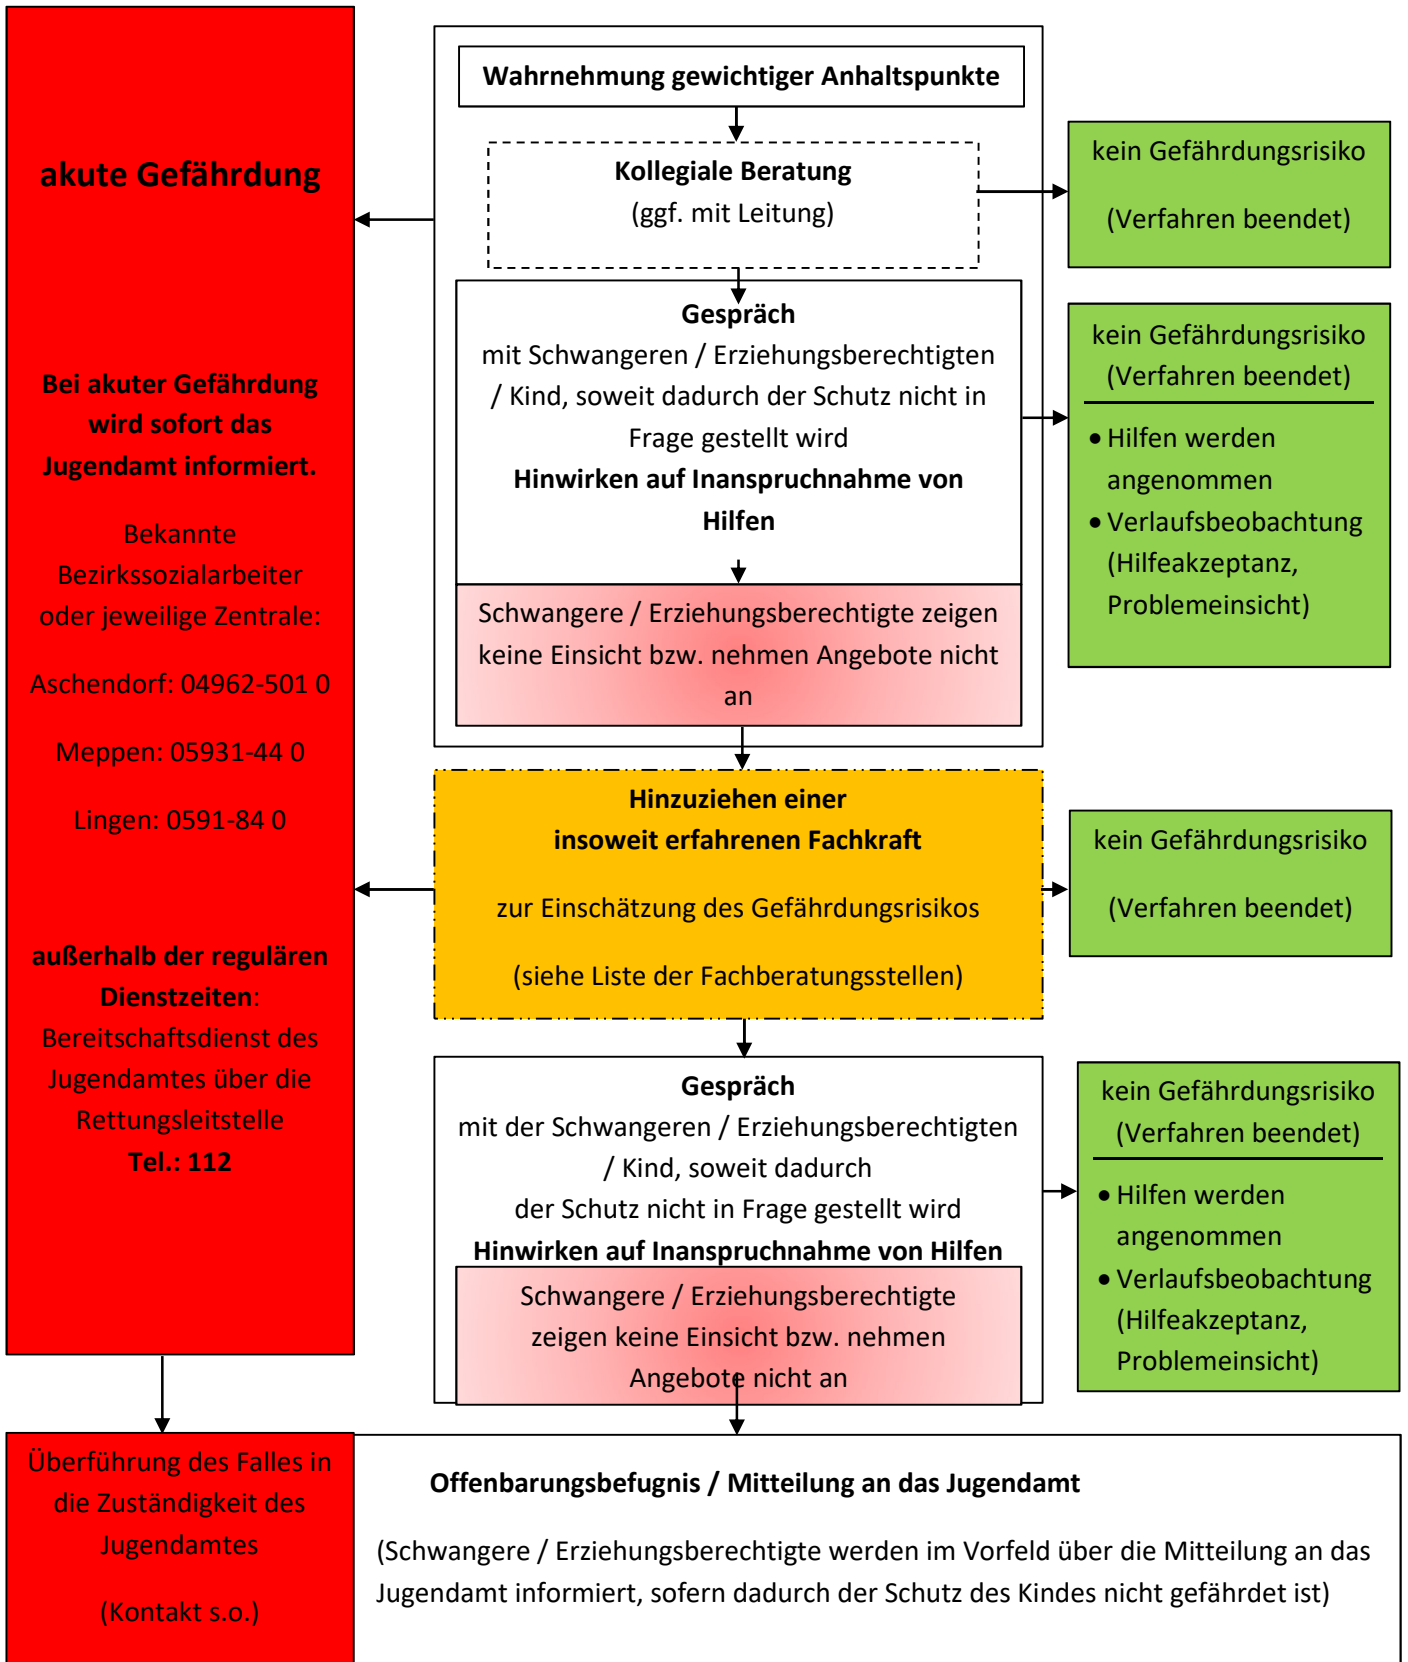 akute Gefährdung
Bei akuter Gefährdung
wird sofort das
Jugendamt informiert.
Bekannte
Bezirkssozialarbeiter
oder jeweilige Zentrale:
Aschendorf: 04962-501 0
Meppen: 05931-44 0
Lingen: 0591-84 0
außerhalb der regulären
Dienstzeiten:
Bereitschaftsdienst des
Jugendamtes über die
Rettungsleitstelle
Tel.: 112
Überführung des Falles in
die Zuständigkeit des
Jugendamtes
(Kontakt s.o.)
Wahrnehmung gewichtiger Anhaltspunkte
Kollegiale Beratung
(ggf. mit Leitung)
kein Gefährdungsrisiko
(Verfahren beendet)
Gespräch
mit Schwangeren / Erziehungsberechtigten
/ Kind, soweit dadurch der Schutz nicht in
Frage gestellt wird
Hinwirken auf Inanspruchnahme von
Hilfen
kein Gefährdungsrisiko
(Verfahren beendet)
• Hilfen werden
angenommen
• Verlaufsbeobachtung
(Hilfeakzeptanz,
Problemeinsicht)
Schwangere / Erziehungsberechtigte zeigen
keine Einsicht bzw. nehmen Angebote nicht
an
Hinzuziehen einer
insoweit erfahrenen Fachkraft
zur Einschätzung des Gefährdungsrisikos
(siehe Liste der Fachberatungsstellen)
kein Gefährdungsrisiko
(Verfahren beendet)
Gespräch
mit der Schwangeren / Erziehungsberechtigten
/ Kind, soweit dadurch
der Schutz nicht in Frage gestellt wird
Hinwirken auf Inanspruchnahme von Hilfen
kein Gefährdungsrisiko
(Verfahren beendet)
• Hilfen werden
angenommen
• Verlaufsbeobachtung
(Hilfeakzeptanz,
Problemeinsicht)
Schwangere / Erziehungsberechtigte
zeigen keine Einsicht bzw. nehmen
Angebote nicht an
Offenbarungsbefugnis / Mitteilung an das Jugendamt
(Schwangere / Erziehungsberechtigte werden im Vorfeld über die Mitteilung an das
Jugendamt informiert, sofern dadurch der Schutz des Kindes nicht gefährdet ist)